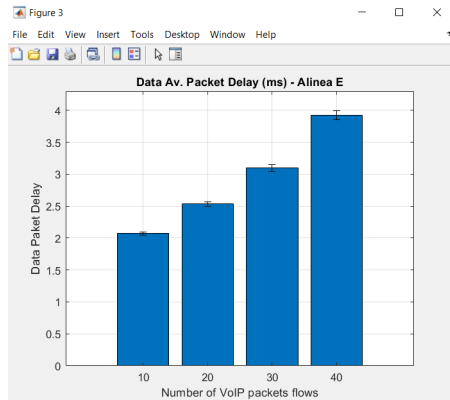 Figure 3
File Edit View Insert Tools Desktop Window Help
Data Av. Packet Delay (ms) - Alinea E
4
3.5
3
2.5
2
1.5
1
0.5
0
Data Paket Delay
10 20 30 40
Number of VoIP packets flows